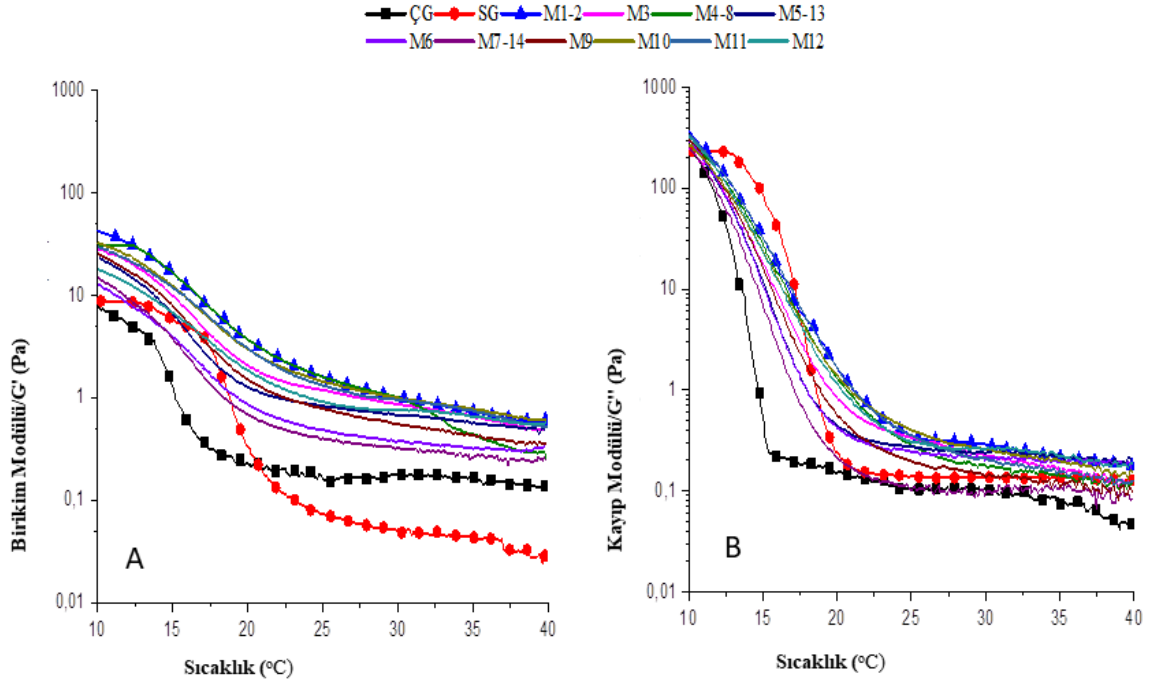 ÇG SG M1-2 M3 M4-8 M5-13
M6 M7-14 M9 M10 M11 M12
Birikim Modülü/G' (Pa)
1000
100
10
1
0,1
0,01
A
10 15 20 25 30 35 40
Sıcaklık (°C)
Kayıp Modülü/G'' (Pa)
1000
100
10
1
0,1
0,01
B
10 15 20 25 30 35 40
Sıcaklık (°C)